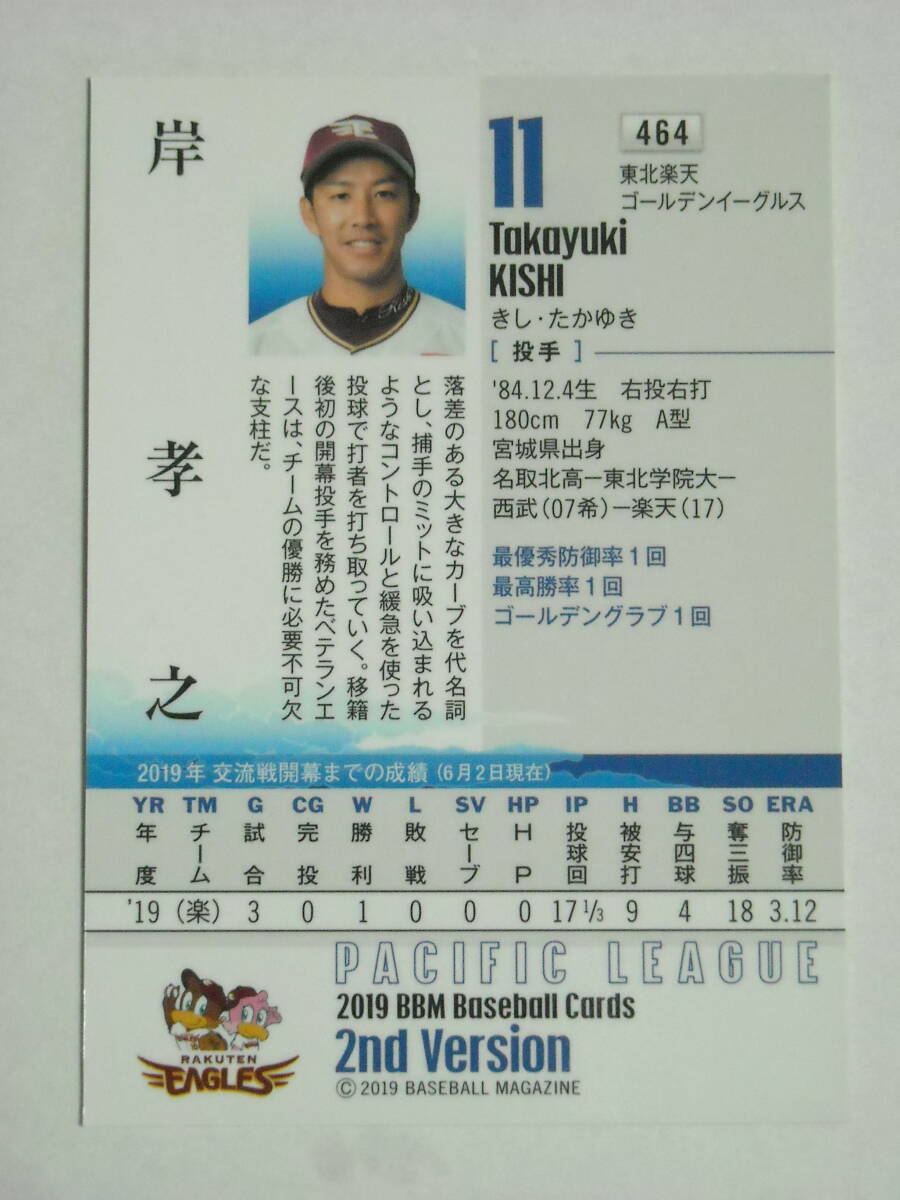 岸 孝之
11
464
東北楽天
ゴールデンイーグルス
Takayuki
KISHI
きし・たかゆき
[ 投手 ]
'84.12.4生 右投右打
180cm 77kg A型
宮城県出身
名取北高ー東北学院大ー
西武(07希)ー楽天(17)
最優秀防御率1回
最高勝率1回
ゴールデングラブ1回
落差のある大きなカーブを代名詞
とし、捕手のミットに吸い込まれる
ようなコントロールと緩急を使った
投球で打者を打ち取っていく。移籍
後初の開幕投手を務めたベテランエ
ースは、チームの優勝に必要不可欠
な支柱だ。
2019年 交流戦開幕までの成績 (6月2日現在)
YR TM G CG W L SV HP IP H BB SO ERA
年度 チーム 試合 完投 勝利 敗戦 セーブ HP 投球回 被安打 与四球 奪三振 防御率
'19 (楽) 3 0 1 0 0 0 17 1/3 9 4 18 3.12
PACIFIC LEAGUE
2019 BBM Baseball Cards
2nd Version
© 2019 BASEBALL MAGAZINE
RAKUTEN
EAGLES